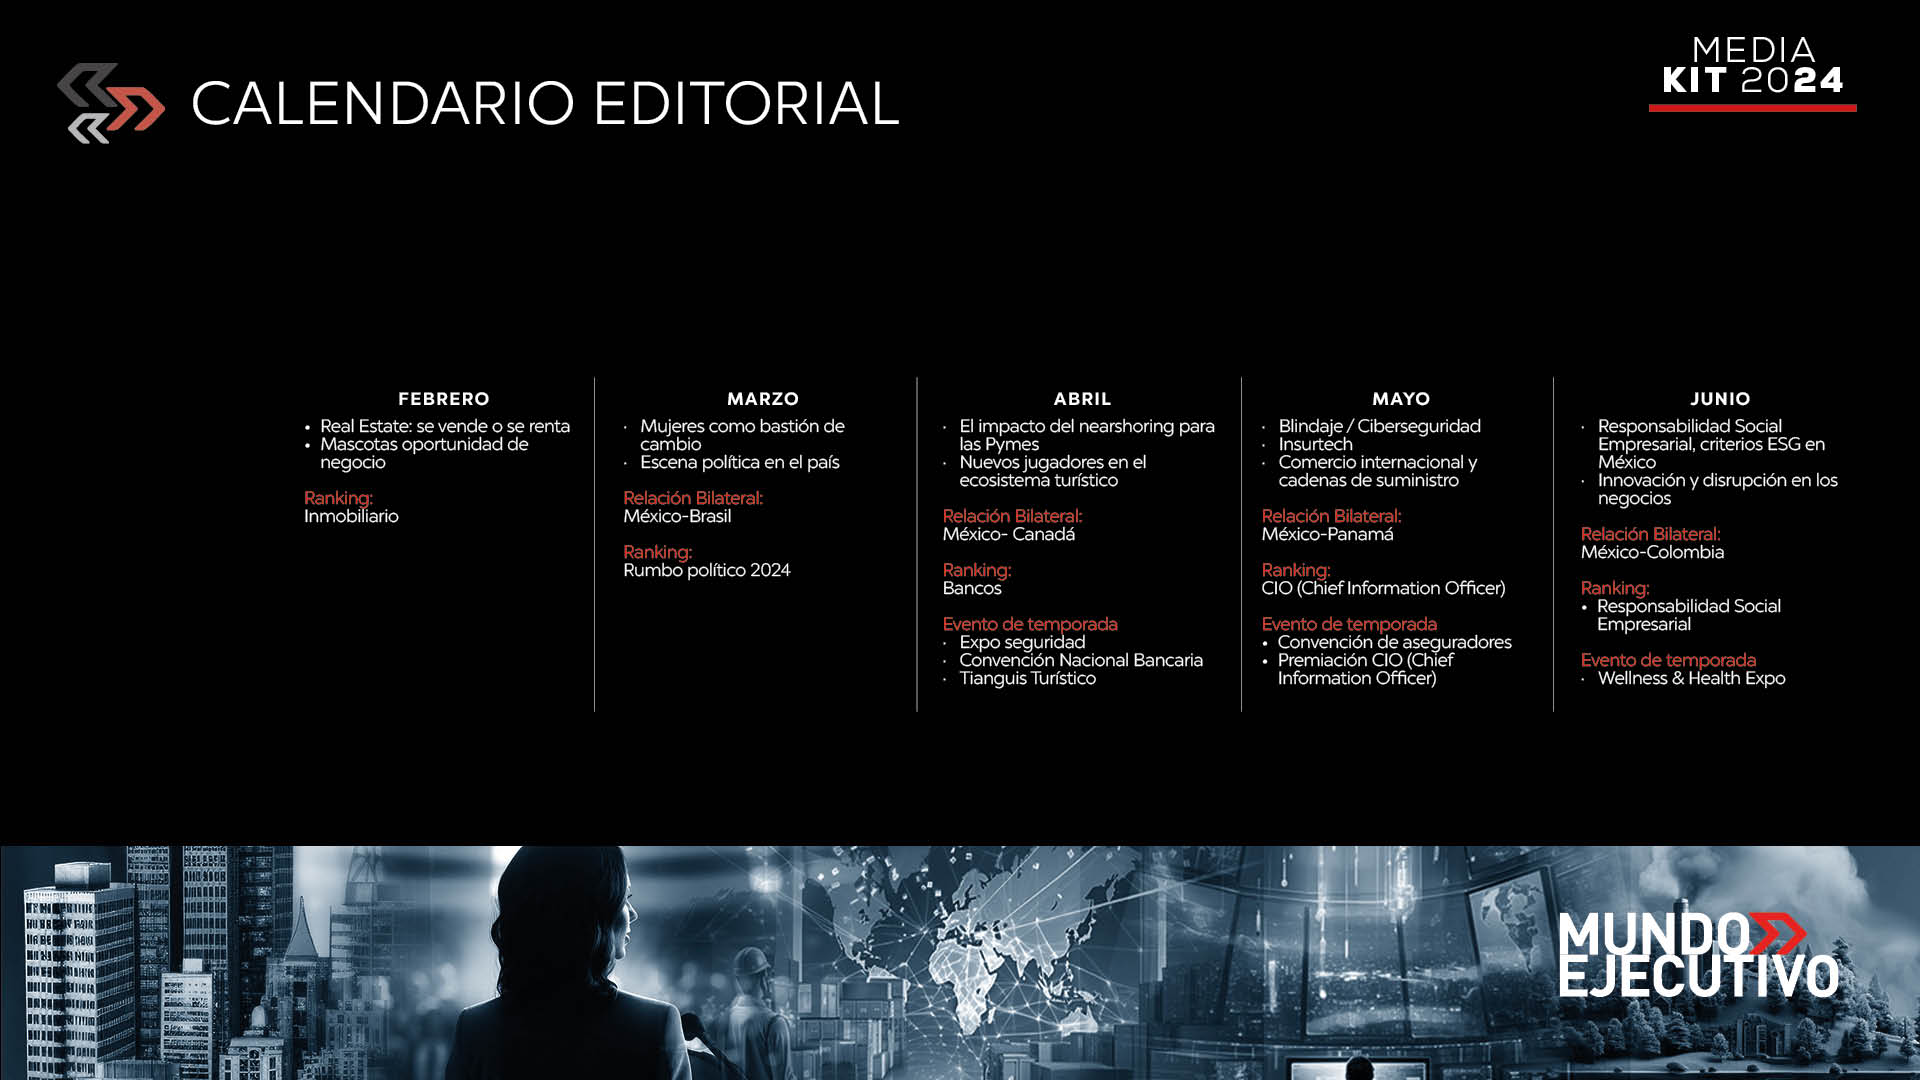 CALENDARIO EDITORIAL
MEDIA
KIT 2024
FEBRERO
• Real Estate: se vende o se renta
• Mascotas oportunidad de
negocio
Ranking:
Inmobiliario
MARZO
· Mujeres como bastión de
cambio
· Escena política en el país
Relación Bilateral:
México-Brasil
Ranking:
Rumbo político 2024
ABRIL
· El impacto del nearshoring para
las Pymes
· Nuevos jugadores en el
ecosistema turístico
Relación Bilateral:
México- Canadá
Ranking:
Bancos
Evento de temporada
· Expo seguridad
· Convención Nacional Bancaria
· Tianguis Turístico
MAYO
· Blindaje / Ciberseguridad
· Insurtech
· Comercio internacional y
cadenas de suministro
Relación Bilateral:
México-Panamá
Ranking:
CIO (Chief Information Officer)
Evento de temporada
• Convención de aseguradores
• Premiación CIO (Chief
Information Officer)
JUNIO
· Responsabilidad Social
Empresarial, criterios ESG en
México
· Innovación y disrupción en los
negocios
Relación Bilateral:
México-Colombia
Ranking:
• Responsabilidad Social
Empresarial
Evento de temporada
· Wellness & Health Expo
MUNDO
EJECUTIVO